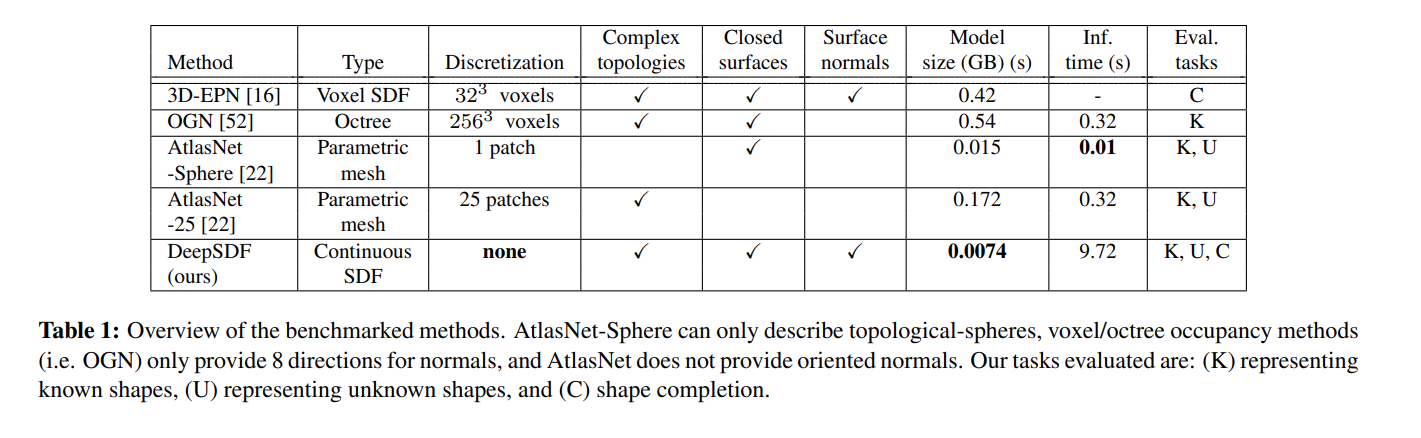 Method | Type | Discretization | Complex topologies | Closed surfaces | Surface normals | Model size (GB) (s) | Inf. time (s) | Eval. tasks
3D-EPN [16] | Voxel SDF | 32³ voxels | ✓ | ✓ | ✓ | 0.42 | - | C
OGN [52] | Octree | 256³ voxels | ✓ | ✓ | | 0.54 | 0.32 | K
AtlasNet -Sphere [22] | Parametric mesh | 1 patch | | ✓ | | 0.015 | 0.01 | K, U
AtlasNet -25 [22] | Parametric mesh | 25 patches | ✓ | | | 0.172 | 0.32 | K, U
DeepSDF (ours) | Continuous SDF | none | ✓ | ✓ | ✓ | 0.0074 | 9.72 | K, U, C
Table 1: Overview of the benchmarked methods. AtlasNet-Sphere can only describe topological-spheres, voxel/octree occupancy methods
(i.e. OGN) only provide 8 directions for normals, and AtlasNet does not provide oriented normals. Our tasks evaluated are: (K) representing
known shapes, (U) representing unknown shapes, and (C) shape completion.